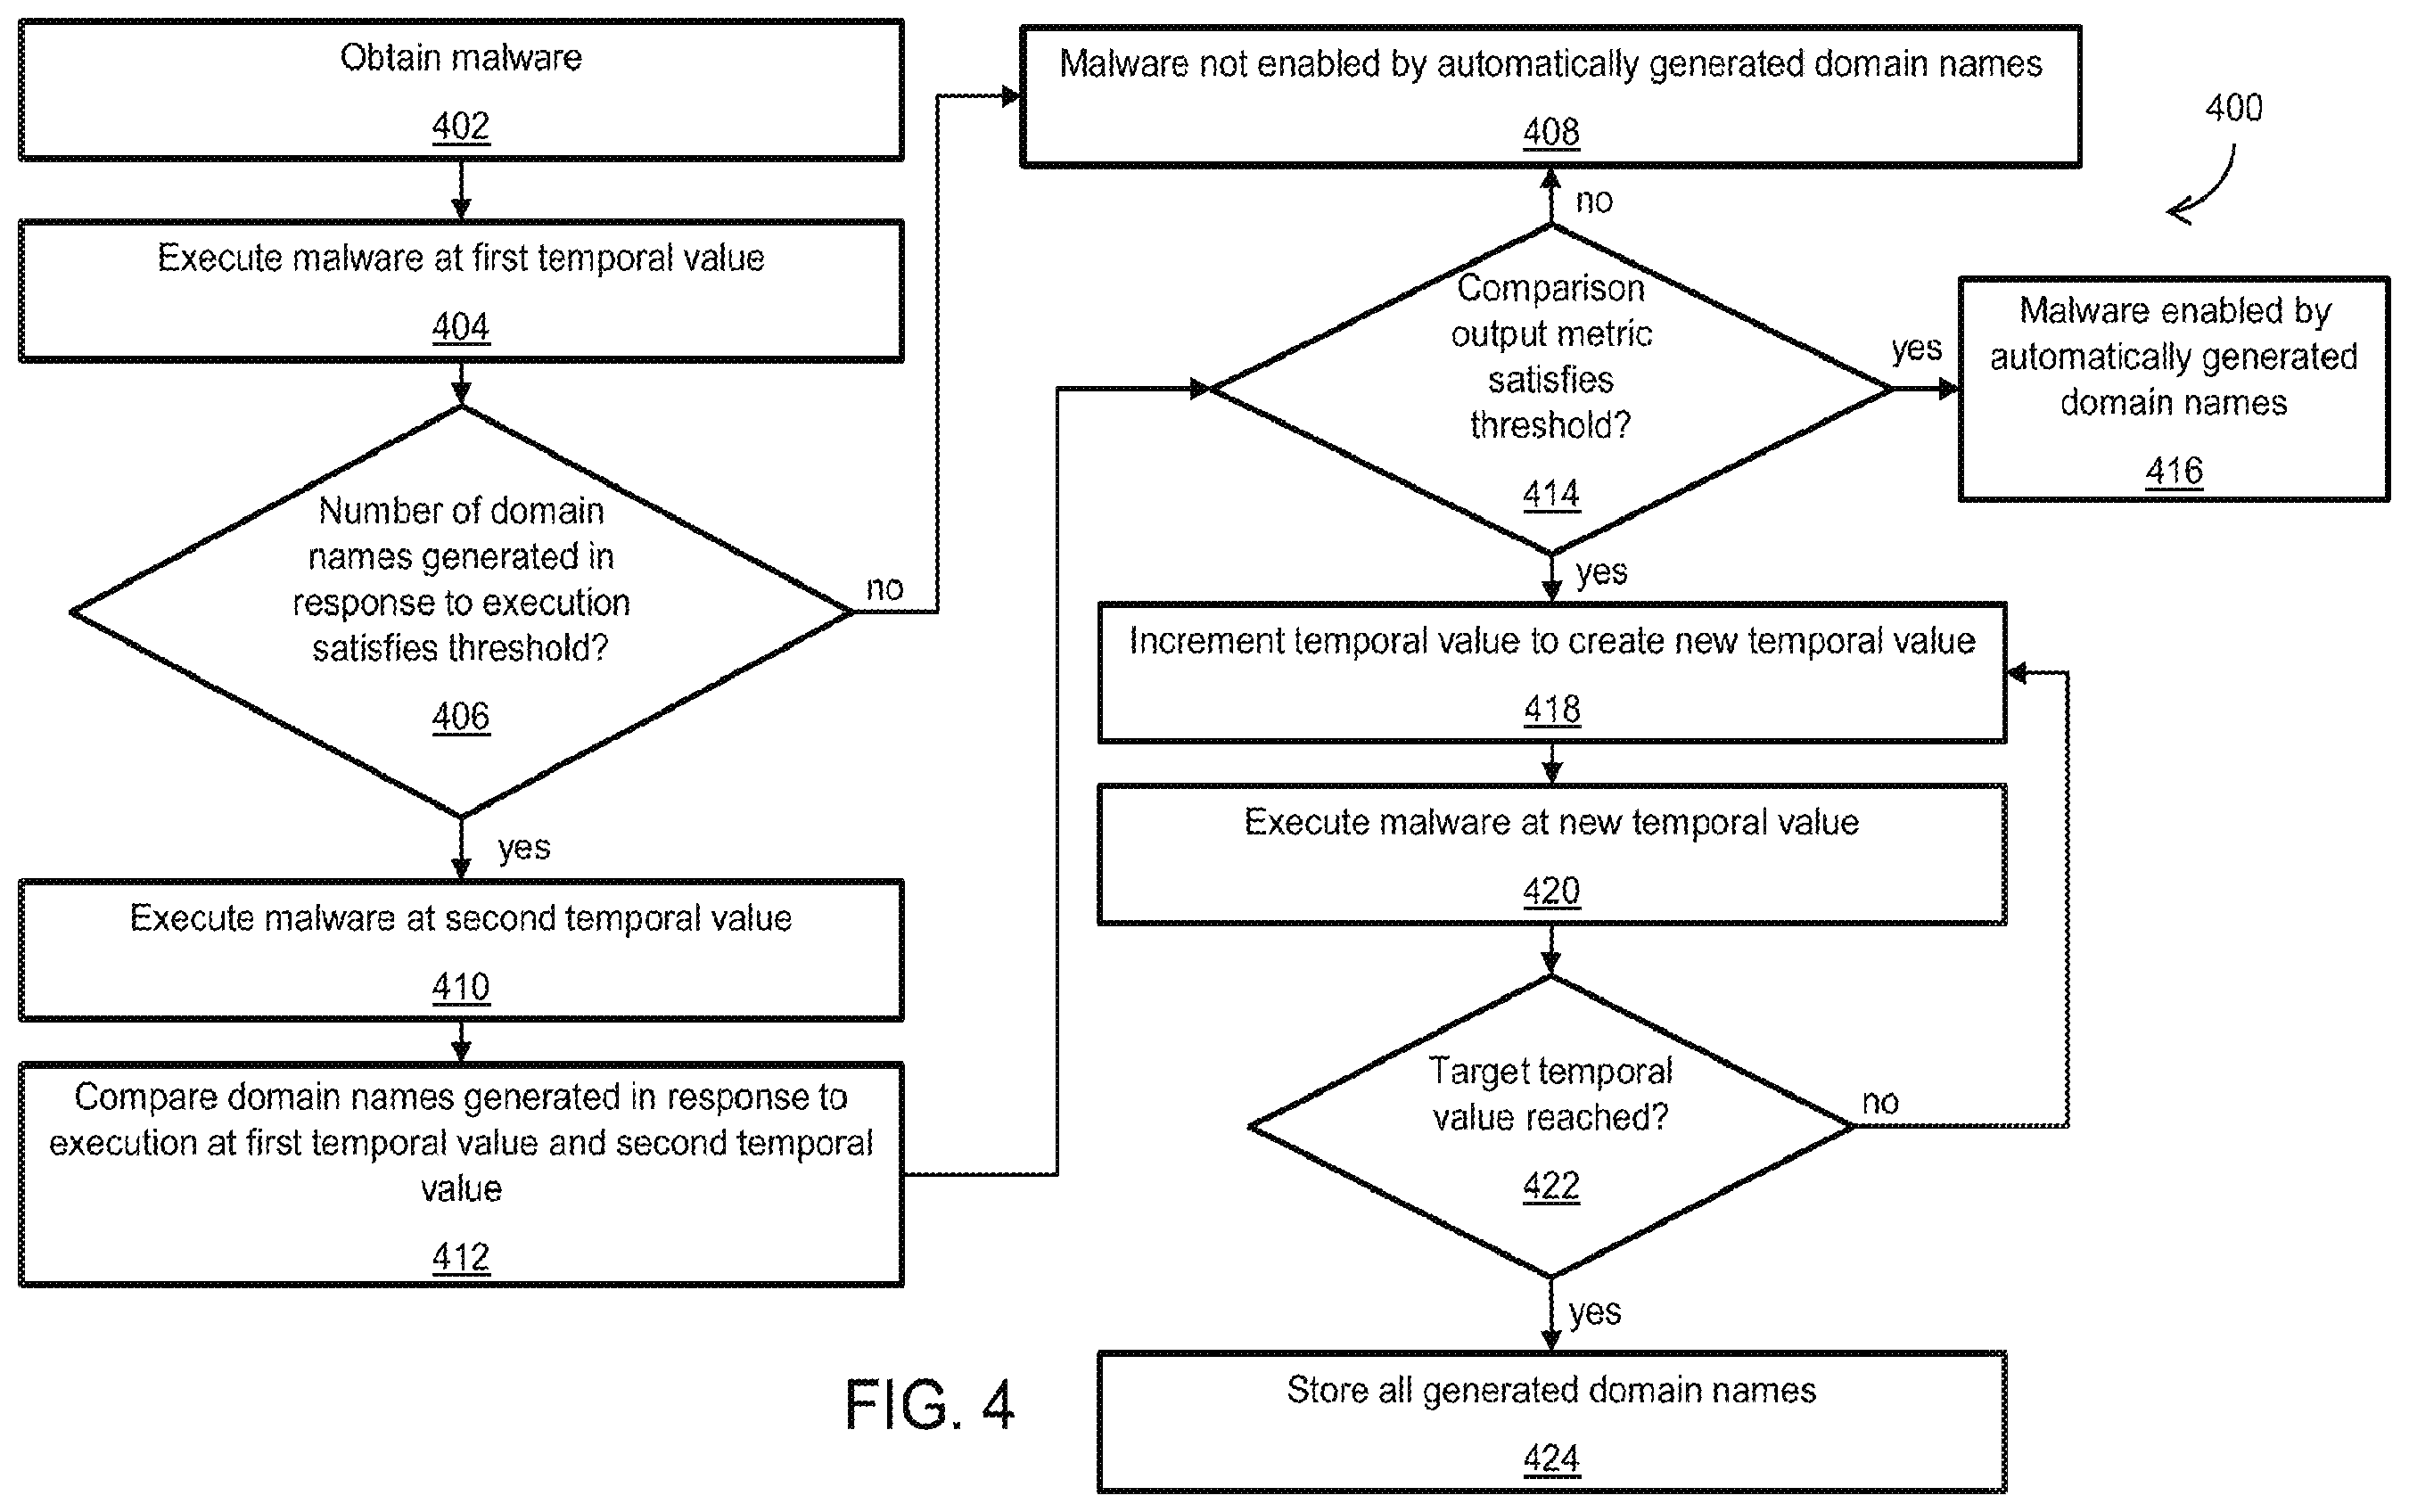 Obtain malware
402
Execute malware at first temporal value
404
Number of domain
names generated in
response to execution
satisfies threshold?
406
no
yes
Execute malware at second temporal value
410
Compare domain names generated in response to
execution at first temporal value and second temporal
value
412
Malware not enabled by automatically generated domain names
408
400
no
Comparison
output metric
satisfies
threshold?
414
yes
Malware enabled by
automatically generated
domain names
416
yes
Increment temporal value to create new temporal value
418
Execute malware at new temporal value
420
Target temporal
value reached?
422
no
yes
Store all generated domain names
424
FIG. 4